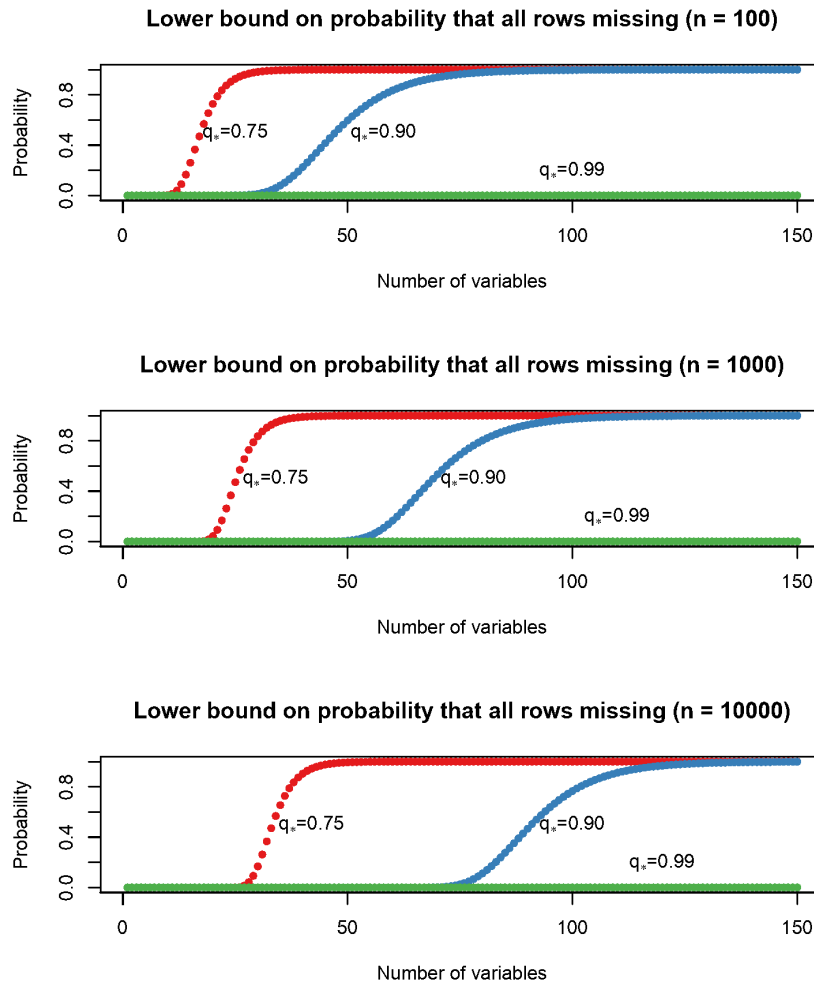 Lower bound on probability that all rows missing (n = 100)
Probability
0.0 0.4 0.8
q*=0.75
q*=0.90
q*=0.99
0 50 100 150
Number of variables
Lower bound on probability that all rows missing (n = 1000)
Probability
0.0 0.4 0.8
q*=0.75
q*=0.90
q*=0.99
0 50 100 150
Number of variables
Lower bound on probability that all rows missing (n = 10000)
Probability
0.0 0.4 0.8
q*=0.75
q*=0.90
q*=0.99
0 50 100 150
Number of variables